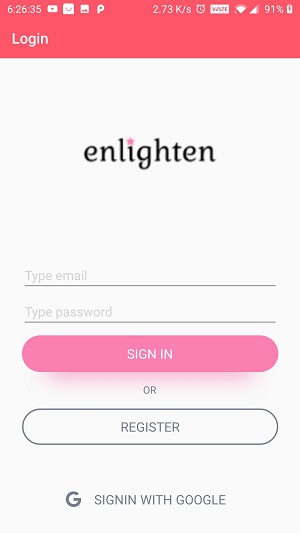 6:26:35 2.73 K/s VoLTE 91%
Login
enlighten
Type email
Type password
SIGN IN
OR
REGISTER
G SIGNIN WITH GOOGLE